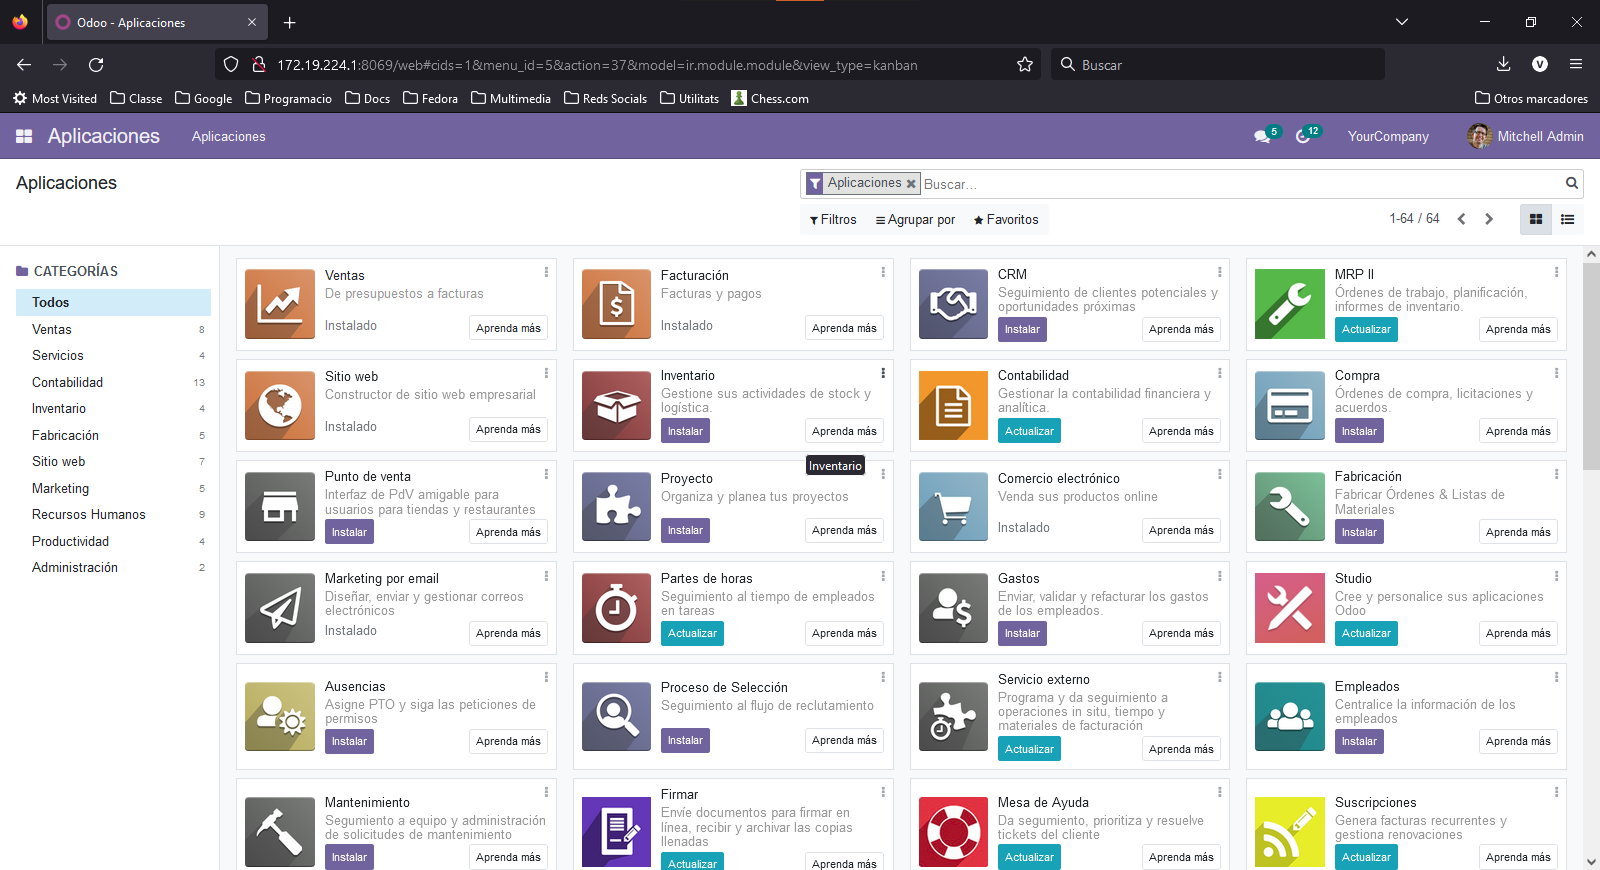 Odoo - Aplicaciones
172.19.224.1:8069/web#cids=1&menu_id=5&action=37&model=ir.module.module&view_type=kanban
Buscar
V
Most Visited
Classe
Google
Programacio
Docs
Fedora
Multimedia
Reds Socials
Utilitats
Chess.com
Otros marcadores
Aplicaciones
Aplicaciones
5
12
YourCompany
Mitchell Admin
Aplicaciones
Aplicaciones
Buscar...
Filtros
Agrupar por
Favoritos
1-64 / 64
CATEGORÍAS
Todos
Ventas 8
Servicios 4
Contabilidad 13
Inventario 4
Fabricación 5
Sitio web 7
Marketing 5
Recursos Humanos 9
Productividad 4
Administración 2
Ventas
De presupuestos a facturas
Instalado
Aprenda más
Facturación
Facturas y pagos
Instalado
Aprenda más
CRM
Seguimiento de clientes potenciales y
oportunidades próximas
Instalar
Aprenda más
MRP II
Órdenes de trabajo, planificación,
informes de inventario.
Actualizar
Aprenda más
Sitio web
Constructor de sitio web empresarial
Instalado
Aprenda más
Inventario
Gestione sus actividades de stock y
logística.
Instalar
Aprenda más
Contabilidad
Gestionar la contabilidad financiera y
analítica.
Actualizar
Aprenda más
Compra
Órdenes de compra, licitaciones y
acuerdos.
Instalar
Aprenda más
Inventario
Punto de venta
Interfaz de PdV amigable para
usuarios para tiendas y restaurantes
Instalar
Aprenda más
Proyecto
Organiza y planea tus proyectos
Instalar
Aprenda más
Comercio electrónico
Venda sus productos online
Instalado
Aprenda más
Fabricación
Fabricar Órdenes & Listas de
Materiales
Instalar
Aprenda más
Marketing por email
Diseñar, enviar y gestionar correos
electrónicos
Instalado
Aprenda más
Partes de horas
Seguimiento al tiempo de empleados
en tareas
Actualizar
Aprenda más
Gastos
Enviar, validar y refacturar los gastos
de los empleados.
Instalar
Aprenda más
Studio
Cree y personalice sus aplicaciones
Odoo
Actualizar
Aprenda más
Ausencias
Asigne PTO y siga las peticiones de
permisos
Instalar
Aprenda más
Proceso de Selección
Seguimiento al flujo de reclutamiento
Instalar
Aprenda más
Servicio externo
Programa y da seguimiento a
operaciones in situ, tiempo y
materiales de facturación
Actualizar
Aprenda más
Empleados
Centralice la información de los
empleados
Instalar
Aprenda más
Mantenimiento
Segumiento a equipo y administración
de solicitudes de mantenimiento
Instalar
Aprenda más
Firmar
Envíe documentos para firmar en
línea, recibir y archivar las copias
llenadas
Actualizar
Aprenda más
Mesa de Ayuda
Da segumiento, prioritiza y resuelve
tickets del cliente
Actualizar
Aprenda más
Suscripciones
Genera facturas recurrentes y
gestiona renovaciones
Actualizar
Aprenda más